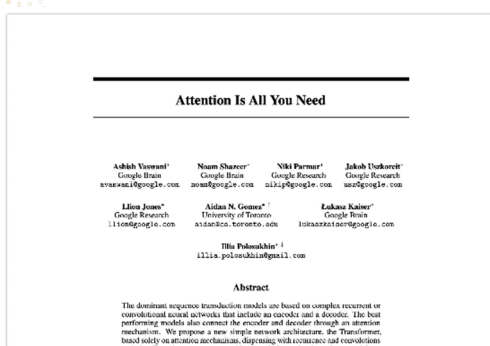 Attention Is All You Need
Ashish Vaswani* Noam Shazeer* Niki Parmar* Jakob Uszkoreit*
Google Brain Google Brain Google Research Google Research
avaswani@google.com noam@google.com nikip@google.com usz@google.com
Llion Jones* Aidan N. Gomez* † Łukasz Kaiser*
Google Research University of Toronto Google Brain
llion@google.com aidan@cs.toronto.edu lukaszkaiser@google.com
Illia Polosukhin* ‡
illia.polosukhin@gmail.com
Abstract
The dominant sequence transduction models are based on complex recurrent or
convolutional neural networks that include an encoder and a decoder. The best
performing models also connect the encoder and decoder through an attention
mechanism. We propose a new simple network architecture, the Transformer,
based solely on attention mechanisms, dispensing with recurrence and convolutions